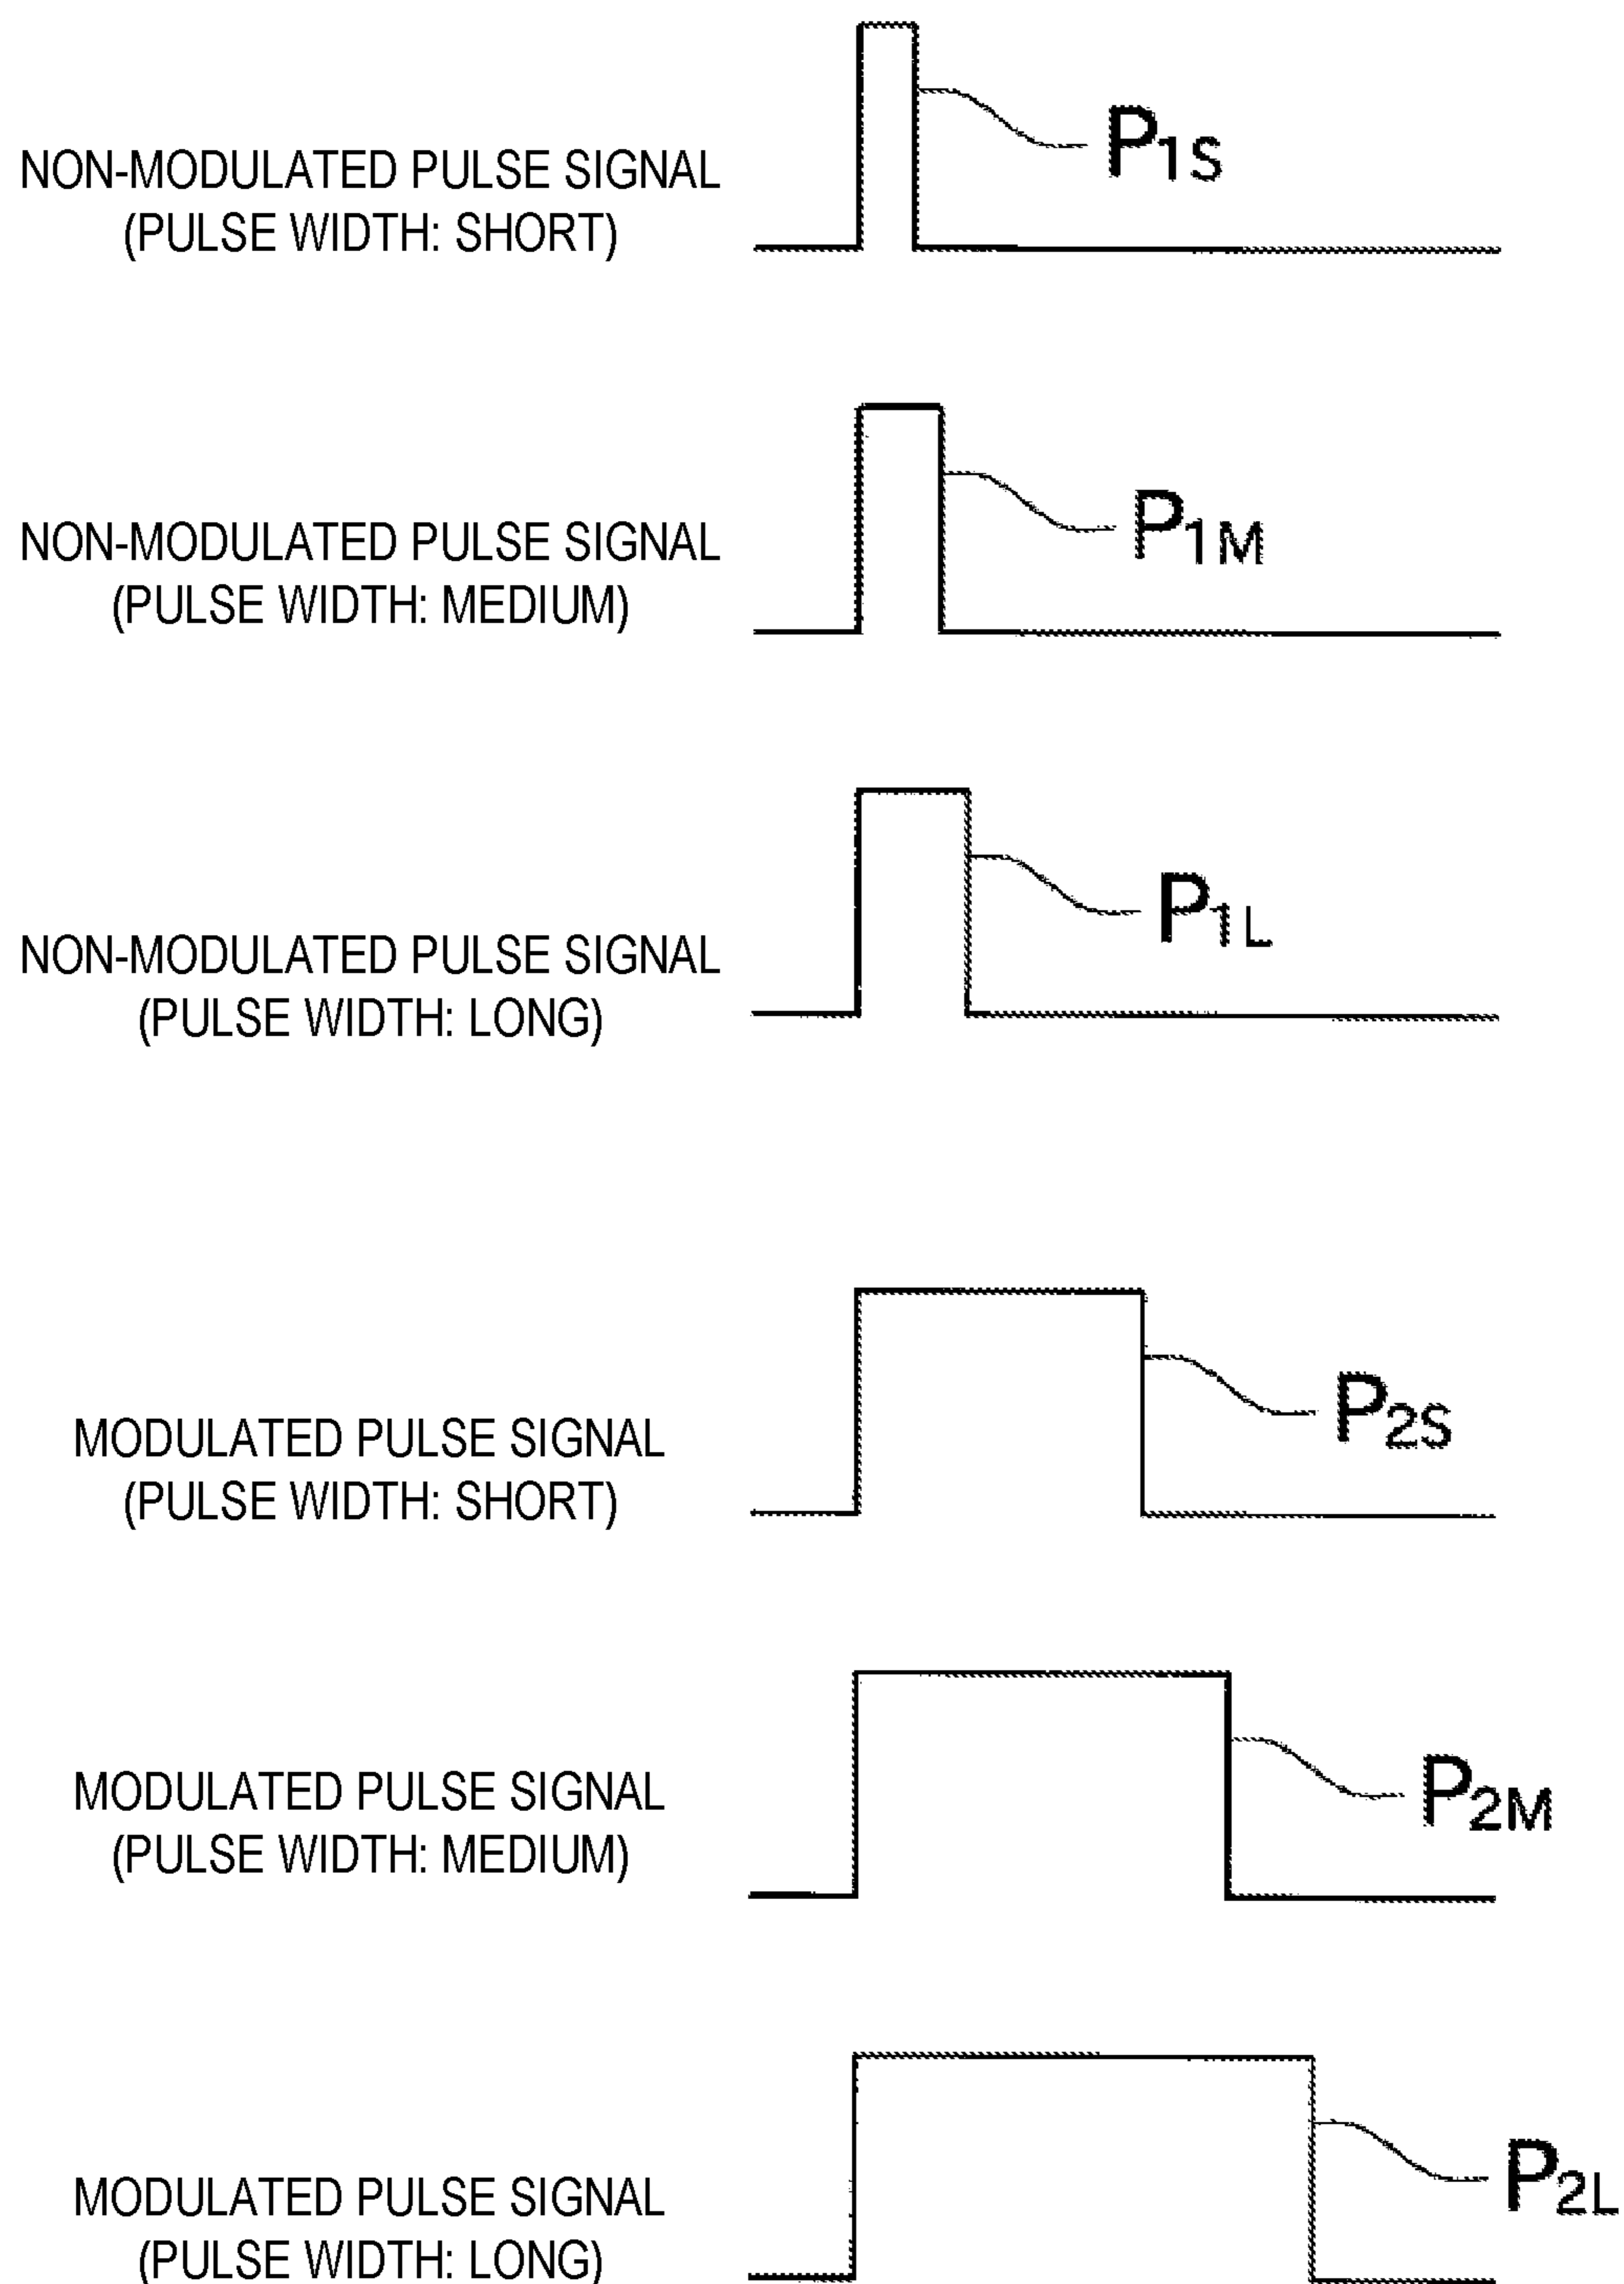 P1S
NON-MODULATED PULSE SIGNAL
(PULSE WIDTH: SHORT)
P1M
NON-MODULATED PULSE SIGNAL
(PULSE WIDTH: MEDIUM)
P1L
NON-MODULATED PULSE SIGNAL
(PULSE WIDTH: LONG)
P2S
MODULATED PULSE SIGNAL
(PULSE WIDTH: SHORT)
P2M
MODULATED PULSE SIGNAL
(PULSE WIDTH: MEDIUM)
P2L
MODULATED PULSE SIGNAL
(PULSE WIDTH: LONG)